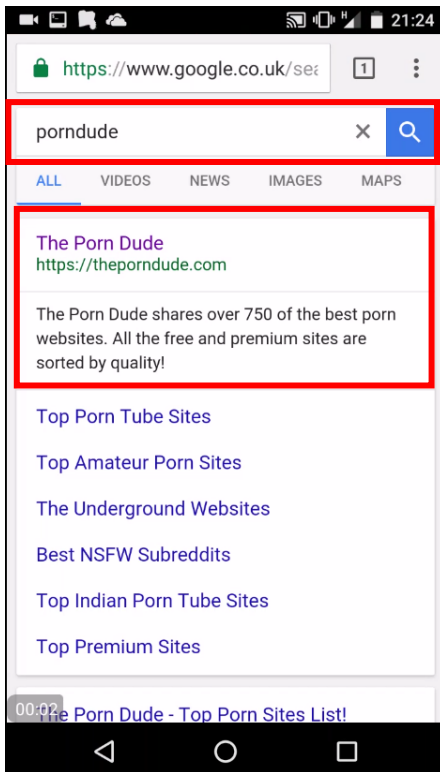 H
21:24
https://www.google.co.uk/sea
1
porndude
ALL VIDEOS NEWS IMAGES MAPS
The Porn Dude
https://theporndude.com
The Porn Dude shares over 750 of the best porn
websites. All the free and premium sites are
sorted by quality!
Top Porn Tube Sites
Top Amateur Porn Sites
The Underground Websites
Best NSFW Subreddits
Top Indian Porn Tube Sites
Top Premium Sites
00:02
The Porn Dude - Top Porn Sites List!